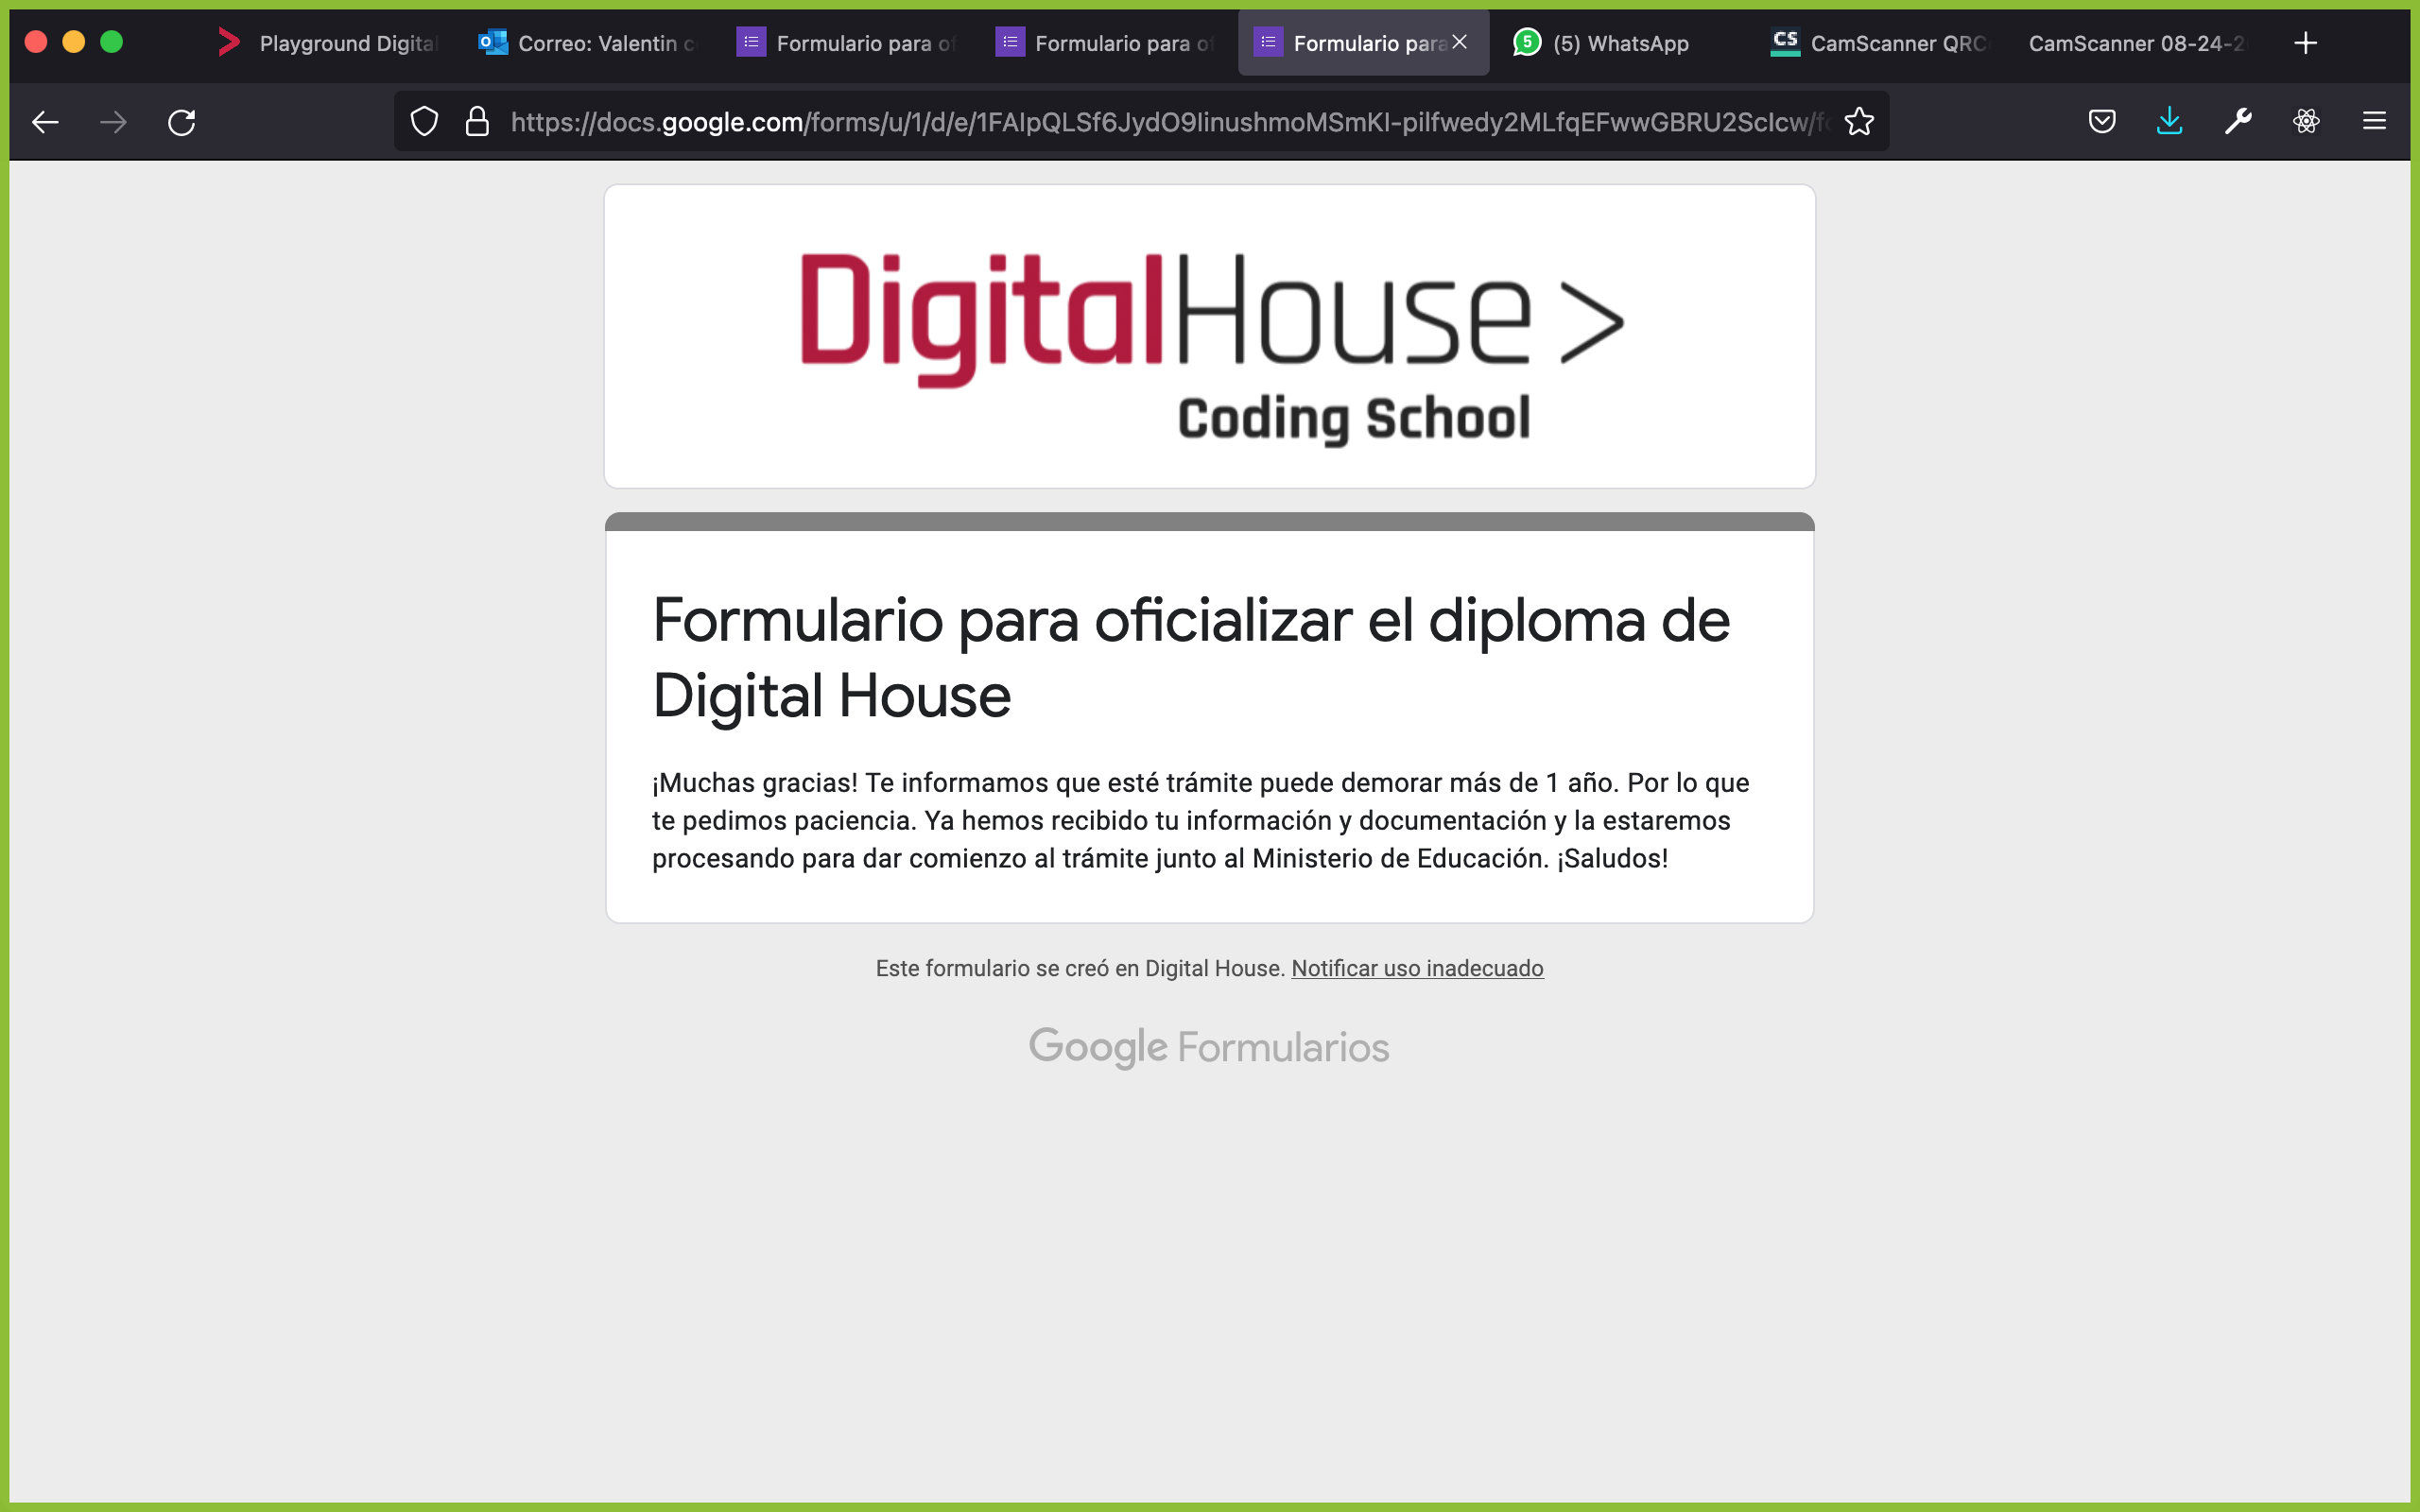 Playground Digital
Correo: Valentin
Formulario para of
Formulario para of
Formulario para
5
(5) WhatsApp
CS
CamScanner QRC
CamScanner 08-24-2
https://docs.google.com/forms/u/1/d/e/1FAIpQLSf6JydO9IinushmoMSmKI-pilfwedy2MLfqEFwwGBRU2ScIcw/
DigitalHouse>
Coding School
Formulario para oficializar el diploma de
Digital House
¡Muchas gracias! Te informamos que esté trámite puede demorar más de 1 año. Por lo que
te pedimos paciencia. Ya hemos recibido tu información y documentación y la estaremos
procesando para dar comienzo al trámite junto al Ministerio de Educación. ¡Saludos!
Este formulario se creó en Digital House. Notificar uso inadecuado
Google Formularios